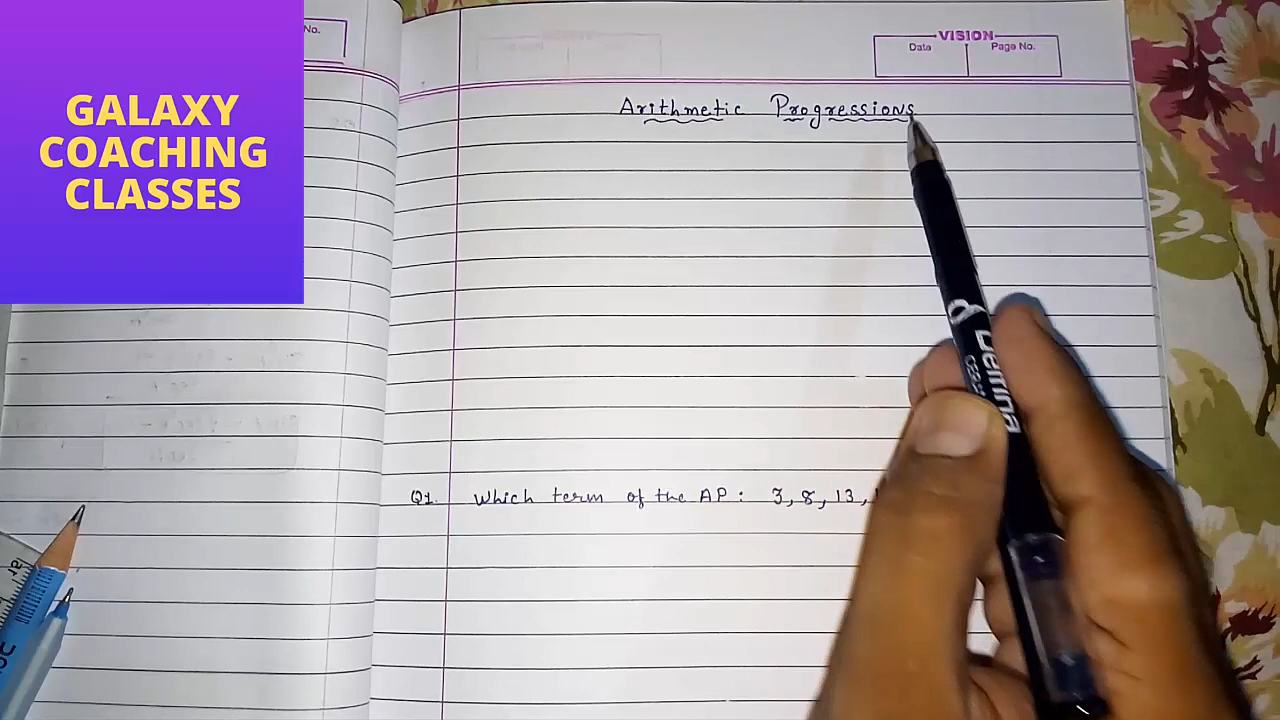 GALAXY
COACHING
CLASSES
No.
VISION
Data
Page No.
Arithmetic Progressions
Q1. Which term of the AP: 3, 8, 13,
Delma